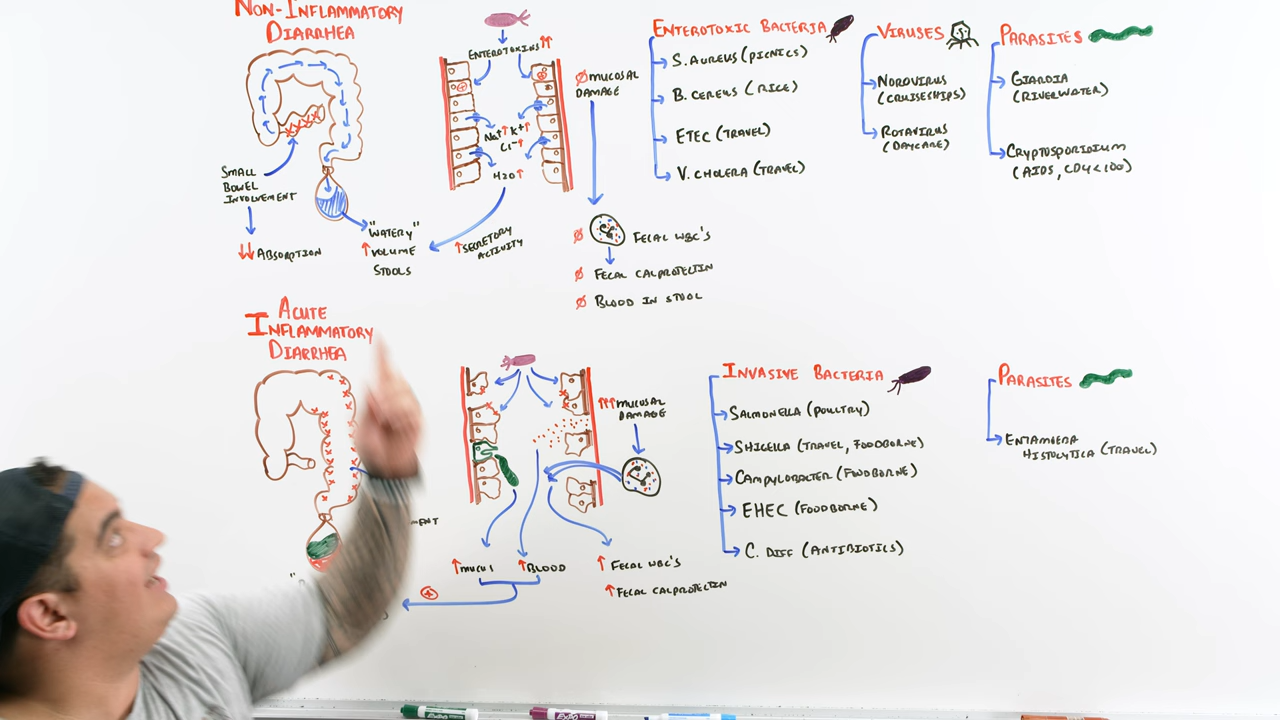 NON-INFLAMMATORY
DIARRHEA
SMALL
BOWEL
INVOLVEMENT
↓↓ ABSORPTION
"WATERY"
↑ VOLUME
STOOLS
ENTEROTOXINS ↑↑
Na+↑ K+↑
Cl-↑
H2O↑
↑SECRETORY
ACTIVITY
Ø MUCOSAL
DAMAGE
Ø FECAL WBC'S
Ø FECAL CALPROTECTIN
Ø BLOOD IN STOOL
ENTEROTOXIC BACTERIA
S. AUREUS (PICNICS)
B. CEREUS (RICE)
ETEC (TRAVEL)
V. CHOLERA (TRAVEL)
VIRUSES
NOROVIRUS
(CRUISESHIPS)
ROTAVIRUS
(DAYCARE)
PARASITES
GIARDIA
(RIVERWATER)
CRYPTOSPORIDIUM
(AIDS, CD4<100)
ACUTE
INFLAMMATORY
DIARRHEA
MENT
↑↑↑ MUCOSAL
DAMAGE
↑MUCUS
↑BLOOD
↑ FECAL WBC'S
↑ FECAL CALPROTECTIN
INVASIVE BACTERIA
SALMONELLA (POULTRY)
SHIGELLA (TRAVEL, FOODBORNE)
CAMPYLOBACTER (FOODBORNE)
EHEC (FOODBORNE)
C. DIFF (ANTIBIOTICS)
PARASITES
ENTAMOEBA
HISTOLYTICA (TRAVEL)